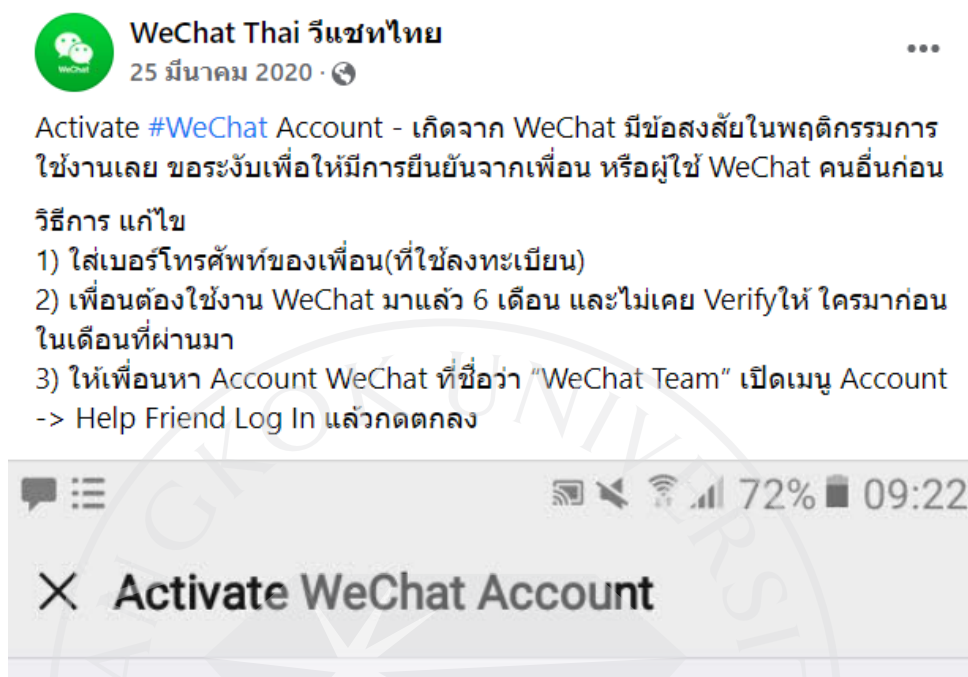 WeChat Thai วีแชทไทย
25 มีนาคม 2020 ·
WeChat
Activate #WeChat Account - เกิดจาก WeChat มีข้อสงสัยในพฤติกรรมการ
ใช้งานเลย ขอระงับเพื่อให้มีการยืนยันจากเพื่อน หรือผู้ใช้ WeChat คนอื่นก่อน
วิธีการ แก้ไข
1) ใส่เบอร์โทรศัพท์ของเพื่อน(ที่ใช้ลงทะเบียน)
2) เพื่อนต้องใช้งาน WeChat มาแล้ว 6 เดือน และไม่เคย Verifyให้ ใครมาก่อน
ในเดือนที่ผ่านมา
3) ให้เพื่อนหา Account WeChat ที่ชื่อว่า “WeChat Team” เปิดเมนู Account
-> Help Friend Log In แล้วกดตกลง
72% 09:22
Activate WeChat Account